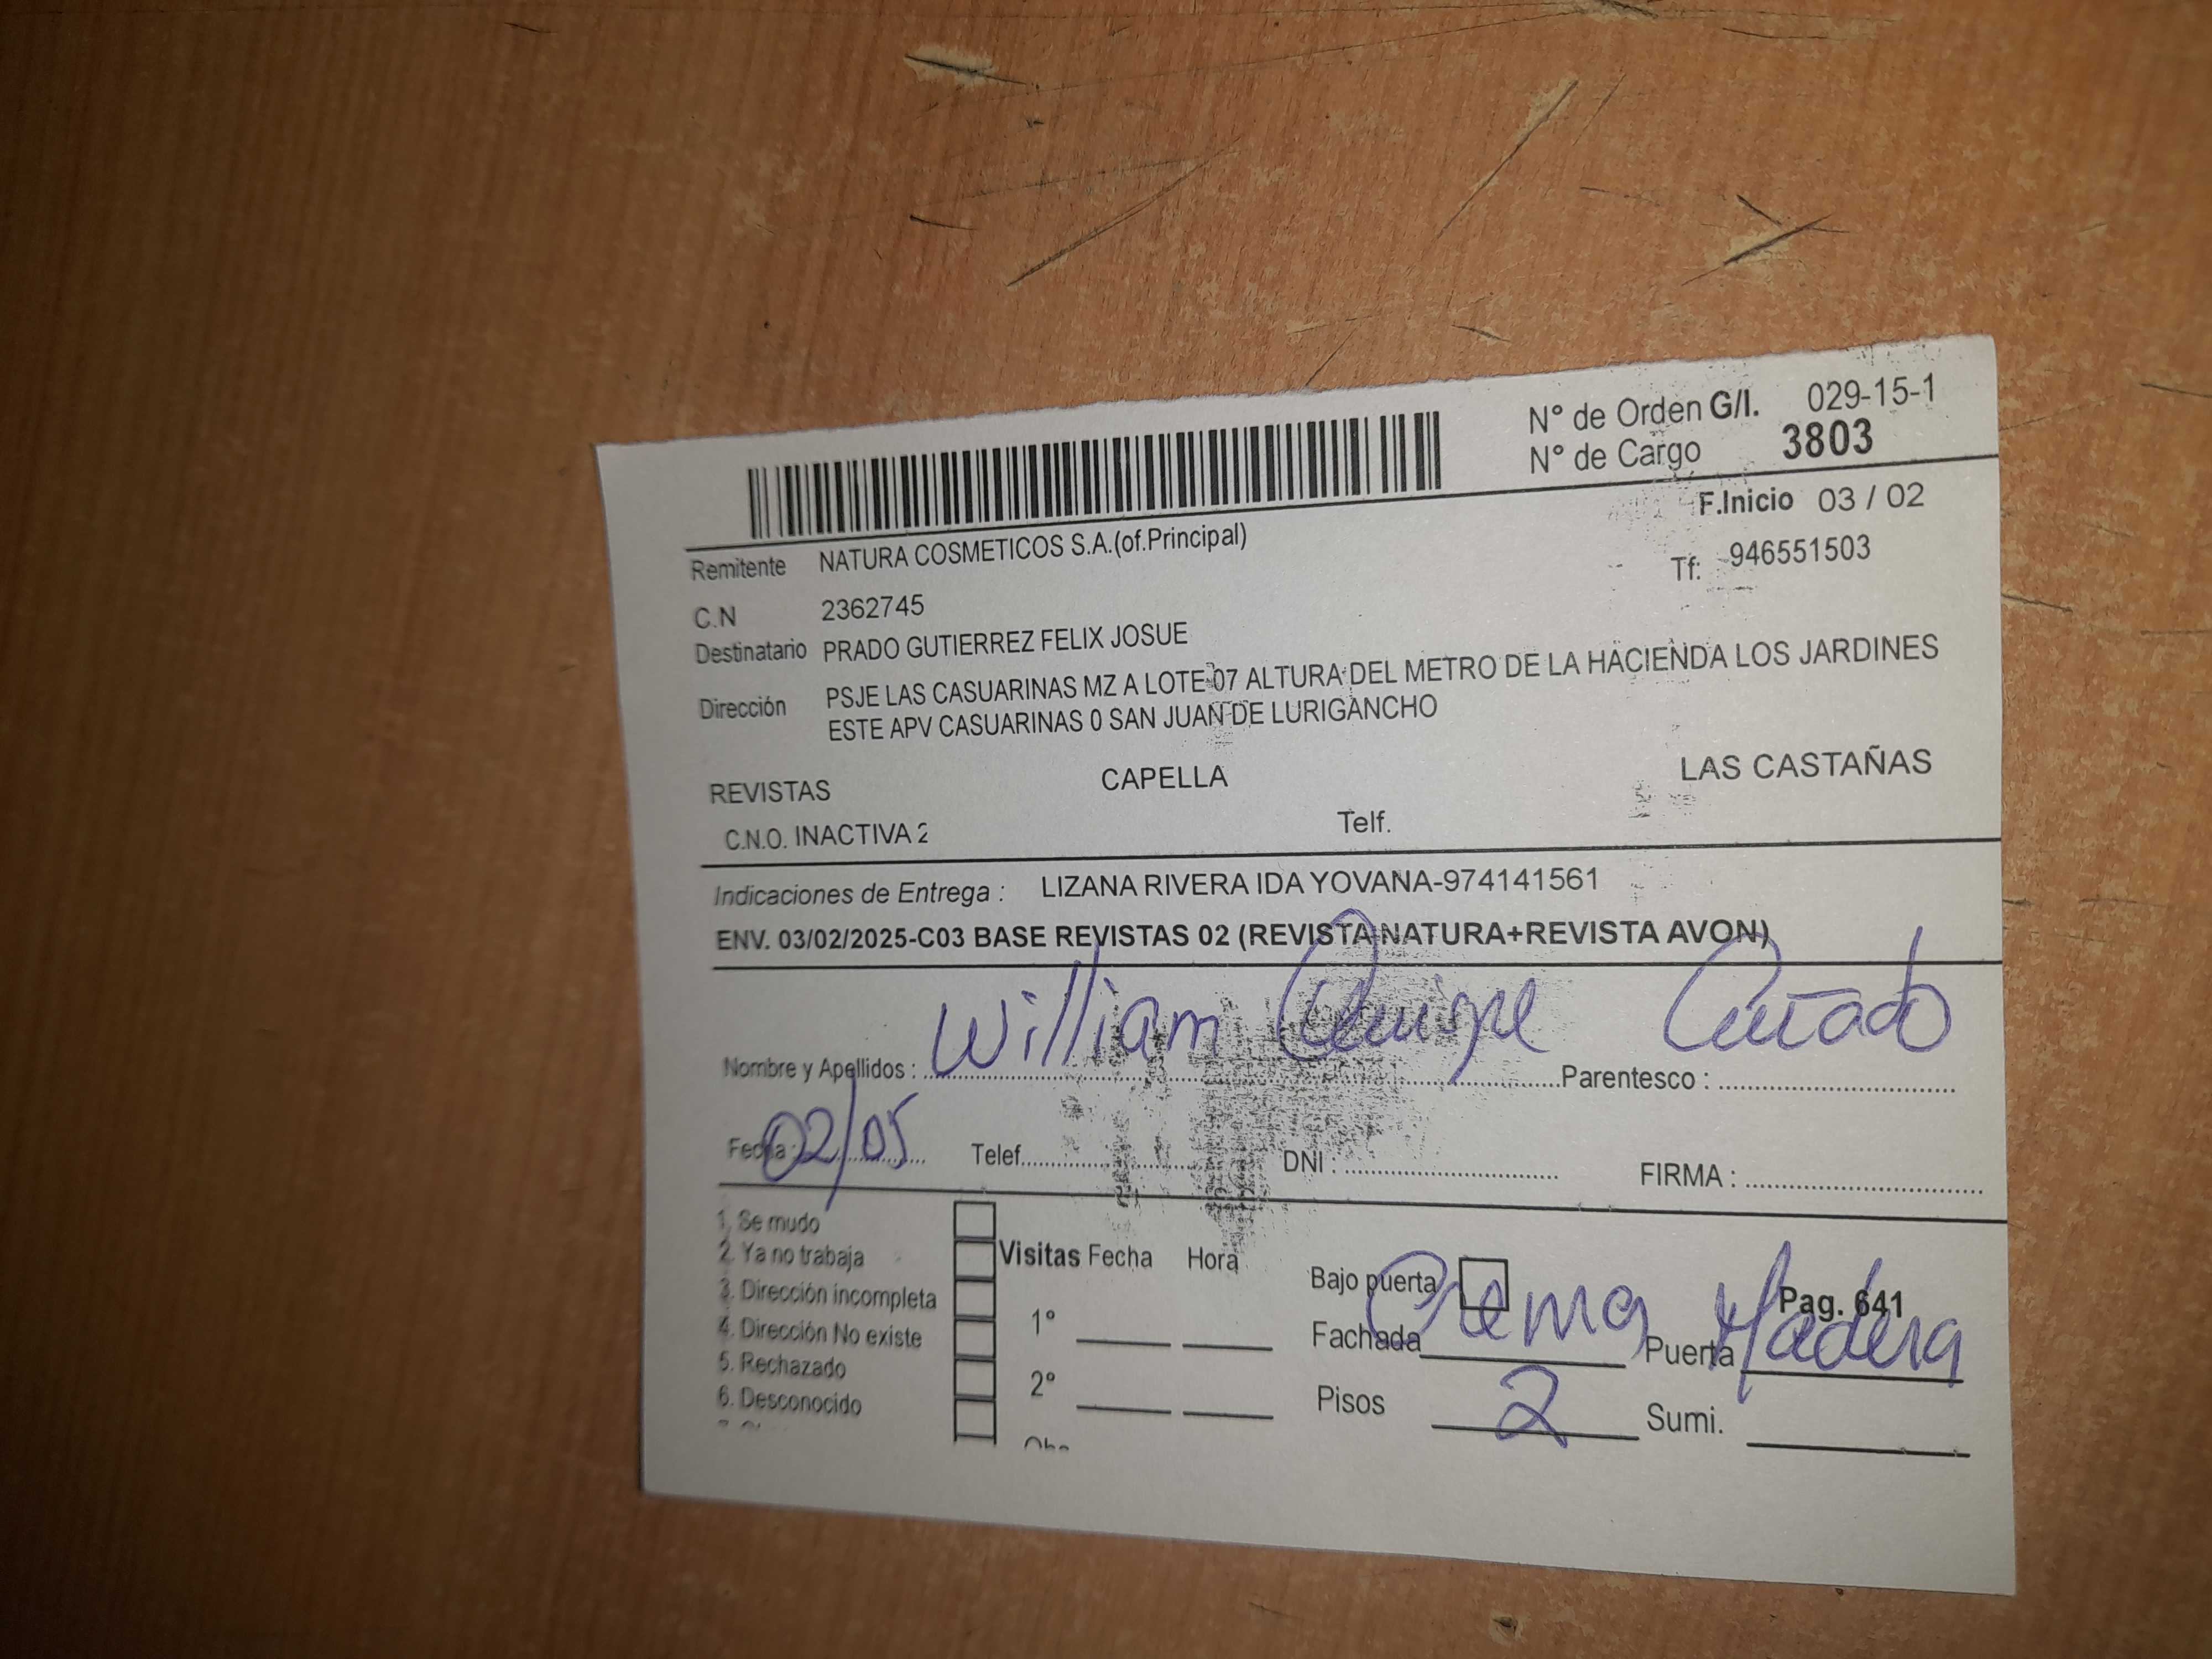 N° de Orden G/I. 029-15-1
N° de Cargo 3803
F.Inicio 03 / 02
Remitente NATURA COSMETICOS S.A.(of.Principal)
Tf: 946551503
C.N 2362745
Destinatario PRADO GUTIERREZ FELIX JOSUE
Dirección PSJE LAS CASUARINAS MZ A LOTE 07 ALTURA DEL METRO DE LA HACIENDA LOS JARDINES
ESTE APV CASUARINAS 0 SAN JUAN DE LURIGANCHO
REVISTAS CAPELLA LAS CASTAÑAS
C.N.O. INACTIVA 2 Telf.
Indicaciones de Entrega : LIZANA RIVERA IDA YOVANA-974141561
ENV. 03/02/2025-C03 BASE REVISTAS 02 (REVISTA NATURA+REVISTA AVON)
Nombre y Apellidos : William Quispe Parentesco : Cuñado
Fecha : 02/05 Telef. DNI : FIRMA :
1. Se mudo
2. Ya no trabaja
3. Dirección incompleta
4. Dirección No existe
5. Rechazado
6. Desconocido
Visitas Fecha Hora
1°
2°
Bajo puerta
Pag. 641
Fachada Crema Puerta Madera
Pisos 2 Sumi.